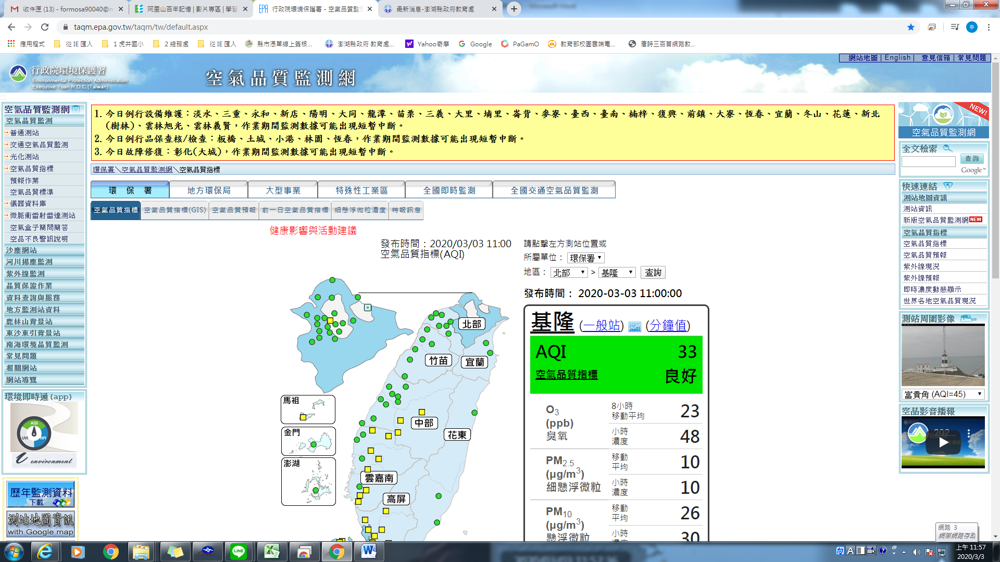 收件匣 (13) - formosa90040@m
阿里山百年記憶 | 影片專區 | 學習
行政院環境保護署 - 空氣品質監
最新消息-澎湖縣政府教育處
taqm.epa.gov.tw/taqm/tw/default.aspx
應用程式
從 IE 匯入
1 虎井國小
2 總務處
從 IE 匯入
縣市憑單線上簽核...
澎湖縣政府 教育處...
Yahoo奇摩
Google
PaGamO
教育部校園雲端電...
唐詩三百首網路教...
網站地圖 | English | 意見信箱 | 常見問題
行政院環境保護署
Environmental Protection Administration
Executive Yuan R.O.C.(Taiwan)
空氣品質監測網
空氣品質監測網
空氣品質監測
普通測站
交通空氣品質監測
光化測站
空氣品質指標
預報作業
空氣品質標準
儀器資料庫
微脈衝雷射雷達測站
空氣盒子簡問簡答
空品不良警訊說明
沙塵網站
河川揚塵監測
紫外線監測
品質保證作業
資料查詢與服務
地方監測站資料
鹿林山背景站
東沙東引背景站
南海環境品質監測
常見問題
相關網站
網站導覽
環境即時通 (app)
AQI
UVI
RPI
i environment
歷年監測資料
下載
測站地圖資訊
with Google map
1. 今日例行設備維護：淡水、三重、永和、新店、陽明、大同、龍潭、苗栗、三義、大里、埔里、崙背、麥寮、臺西、臺南、楠梓、復興、前鎮、大寮、恆春、宜蘭、冬山、花蓮、新北
(樹林)、雲林旭光、雲林義賢，作業期間監測數據可能出現短暫中斷。
2. 今日例行品保查核/檢查：板橋、土城、小港、林園、恆春，作業期間監測數據可能出現短暫中斷。
3. 今日故障修復：彰化(大城)，作業期間監測數據可能出現短暫中斷。
環保署＼空氣品質監測網＼空氣品質指標
環 保 署
地方環保局
大型事業
特殊性工業區
全國即時監測
全國交通空氣品質監測
空氣品質指標
空氣品質指標(GIS)
空氣品質預報
前一日空氣品質指標
細懸浮微粒濃度
特報訊息
健康影響與活動建議
發布時間：2020/03/03 11:00
空氣品質指標(AQI)
北部
竹苗
宜蘭
中部
花東
雲嘉南
高屏
馬祖
金門
澎湖
請點擊左方測站位置或
所屬單位： 環保署
地區： 北部 > 基隆 查詢
發布時間： 2020-03-03 11:00:00
基隆 (一般站) (分鐘值)
AQI 33
空氣品質指標 良好
O3
(ppb)
臭氧
8小時
移動平均
23
小時
濃度
48
PM2.5
(μg/m3)
細懸浮微粒
移動
平均
10
小時
濃度
10
PM10
(μg/m3)
懸浮微粒
移動
平均
26
小時
30
NEW!
空氣品質監測網
全文檢索
查詢
Google™
快速連結
測站地圖資訊
測站資訊
新版空氣品質監測網NEW
空氣品質指標
空氣品質指標
空氣品質預報
紫外線現況
紫外線預報
即時濃度動態顯示
世界各地空氣品質現況
測站周圍影像 Live
富貴角 (AQI=45)
空品影音播報
202...
網路 3
網際網路存取
上午 11:57
2020/3/3